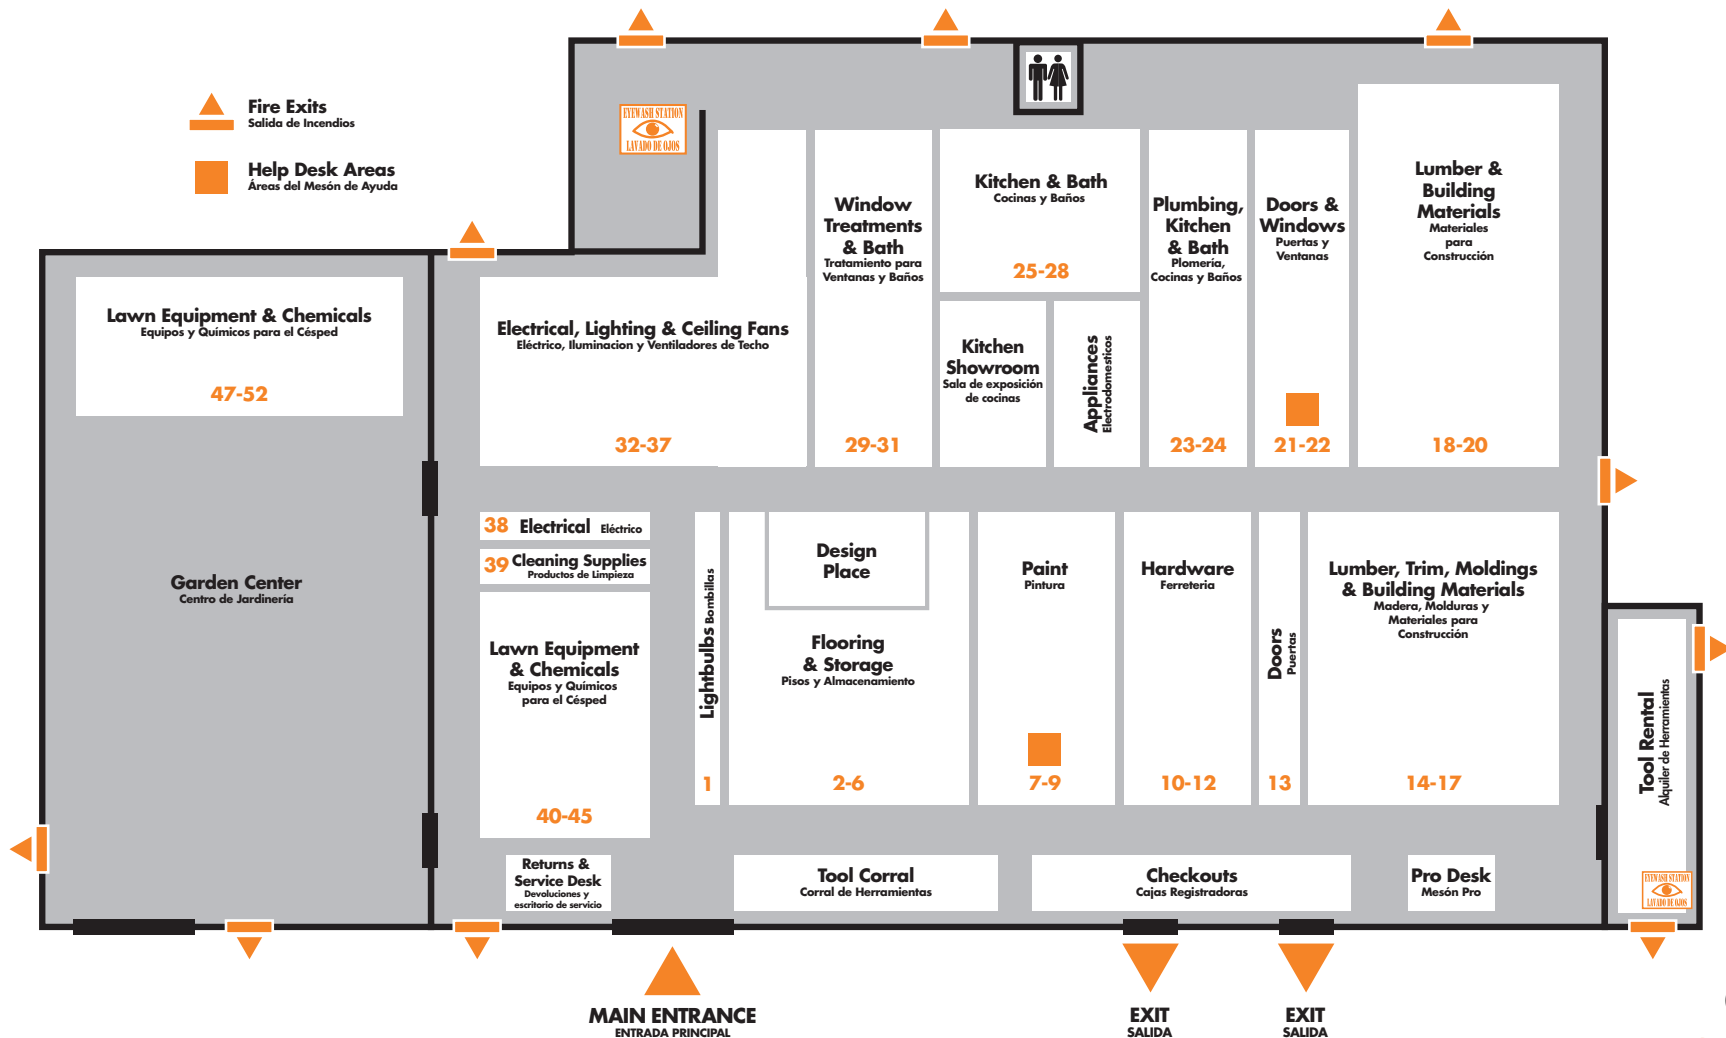 Fire Exits
Salida de Incendios
Help Desk Areas
Áreas del Mesón de Ayuda
EYEWASH STATION
LAVADO DE OJOS
Lawn Equipment & Chemicals
Equipos y Químicos para el Césped
47-52
Garden Center
Centro de Jardinería
Electrical, Lighting & Ceiling Fans
Eléctrico, Iluminacion y Ventiladores de Techo
32-37
Window
Treatments
& Bath
Tratamiento para
Ventanas y Baños
29-31
Kitchen & Bath
Cocinas y Baños
25-28
Kitchen
Showroom
Sala de exposición
de cocinas
Appliances
Electrodomesticos
Plumbing,
Kitchen
& Bath
Plomería,
Cocinas y Baños
23-24
Doors &
Windows
Puertas y
Ventanas
21-22
Lumber &
Building
Materials
Materiales
para
Construcción
18-20
38 Electrical Eléctrico
39 Cleaning Supplies
Productos de Limpieza
Lawn Equipment
& Chemicals
Equipos y Químicos
para el Césped
40-45
Lightbulbs Bombillas
1
Design
Place
Flooring
& Storage
Pisos y Almacenamiento
2-6
Paint
Pintura
7-9
Hardware
Ferreteria
10-12
Doors
Puertas
13
Lumber, Trim, Moldings
& Building Materials
Madera, Molduras y
Materiales para
Construcción
14-17
Tool Rental
Alquiler de Herramientas
EYEWASH STATION
LAVADO DE OJOS
Returns &
Service Desk
Devoluciones y
escritorio de servicio
Tool Corral
Corral de Herramientas
Checkouts
Cajas Registradoras
Pro Desk
Mesón Pro
MAIN ENTRANCE
ENTRADA PRINCIPAL
EXIT
SALIDA
EXIT
SALIDA